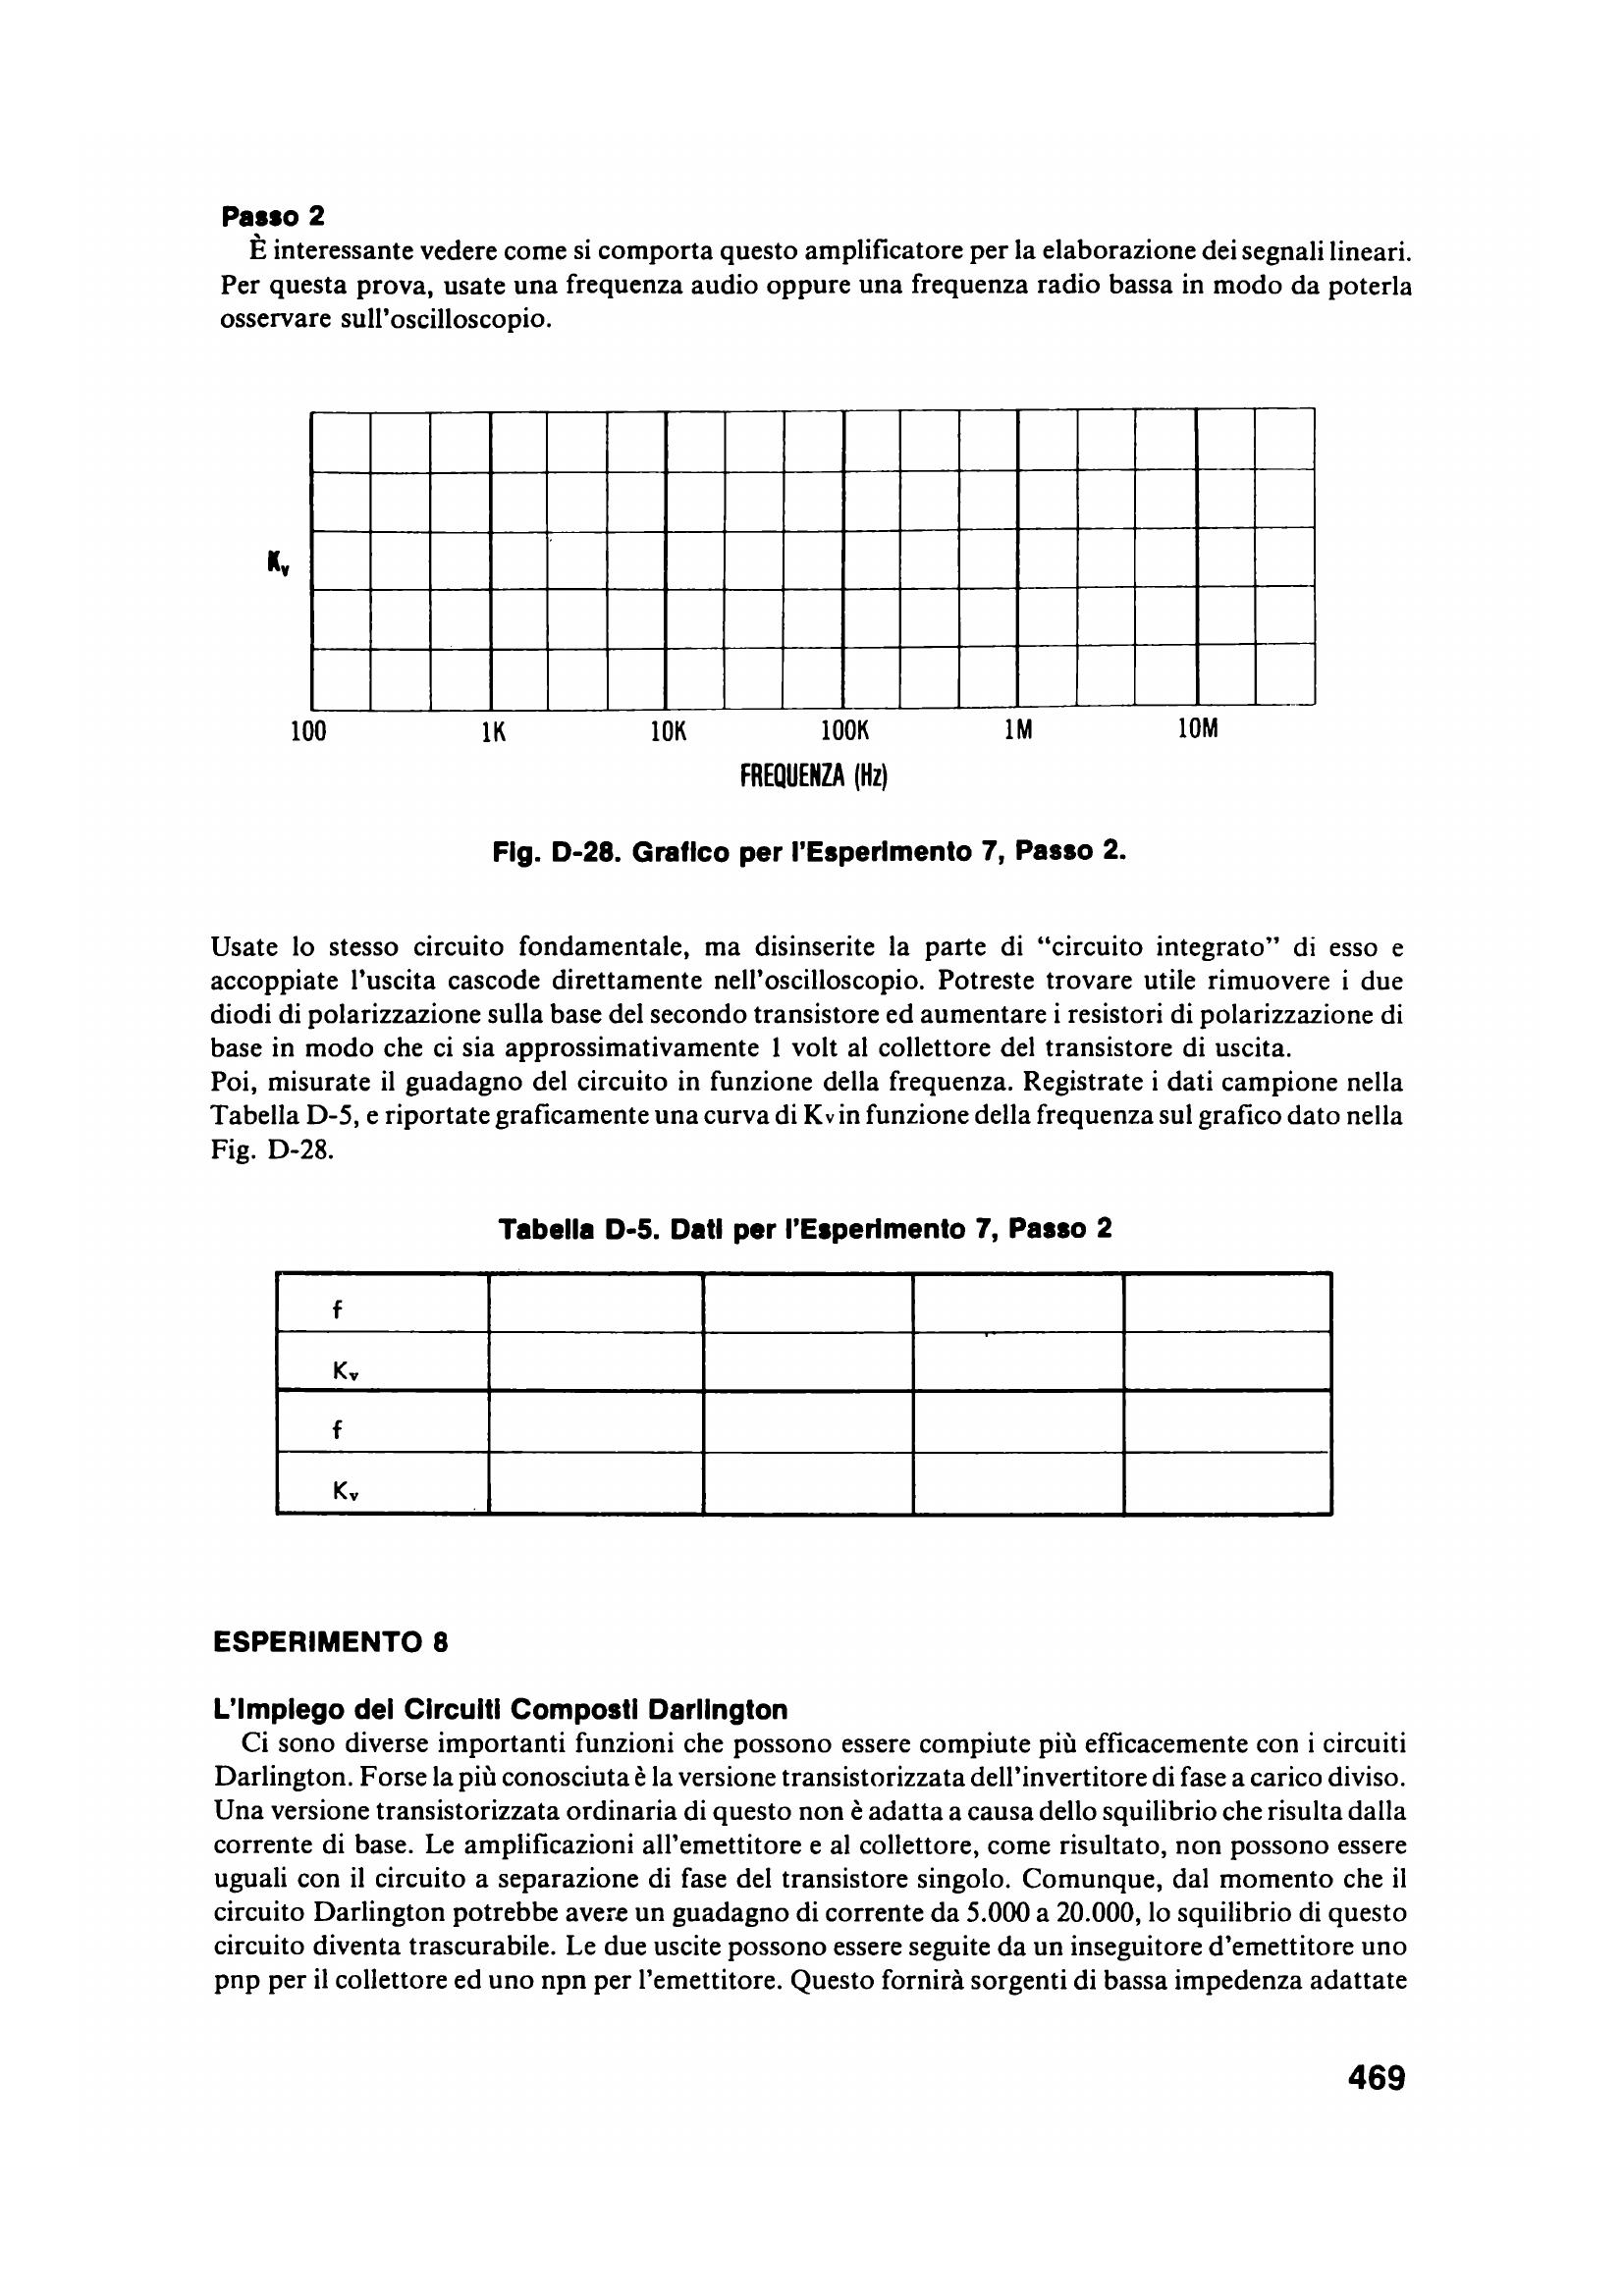 Passo 2
È interessante vedere come si comporta questo amplificatore per la elaborazione dei segnali lineari.
Per questa prova, usate una frequenza audio oppure una frequenza radio bassa in modo da poterla
osservare sull'oscilloscopio.
Kv
100 1K 10K 100K 1M 10M
FREQUENZA (Hz)
Fig. D-28. Grafico per l'Esperimento 7, Passo 2.
Usate lo stesso circuito fondamentale, ma disinserite la parte di “circuito integrato” di esso e
accoppiate l'uscita cascode direttamente nell'oscilloscopio. Potreste trovare utile rimuovere i due
diodi di polarizzazione sulla base del secondo transistore ed aumentare i resistori di polarizzazione di
base in modo che ci sia approssimativamente 1 volt al collettore del transistore di uscita.
Poi, misurate il guadagno del circuito in funzione della frequenza. Registrate i dati campione nella
Tabella D-5, e riportate graficamente una curva di Kv in funzione della frequenza sul grafico dato nella
Fig. D-28.
Tabella D-5. Dati per l'Esperimento 7, Passo 2
f
Kv
f
Kv
ESPERIMENTO 8
L'Impiego dei Circuiti Composti Darlington
Ci sono diverse importanti funzioni che possono essere compiute più efficacemente con i circuiti
Darlington. Forse la più conosciuta è la versione transistorizzata dell'invertitore di fase a carico diviso.
Una versione transistorizzata ordinaria di questo non è adatta a causa dello squilibrio che risulta dalla
corrente di base. Le amplificazioni all'emettitore e al collettore, come risultato, non possono essere
uguali con il circuito a separazione di fase del transistore singolo. Comunque, dal momento che il
circuito Darlington potrebbe avere un guadagno di corrente da 5.000 a 20.000, lo squilibrio di questo
circuito diventa trascurabile. Le due uscite possono essere seguite da un inseguitore d'emettitore uno
pnp per il collettore ed uno npn per l'emettitore. Questo fornirà sorgenti di bassa impedenza adattate
469